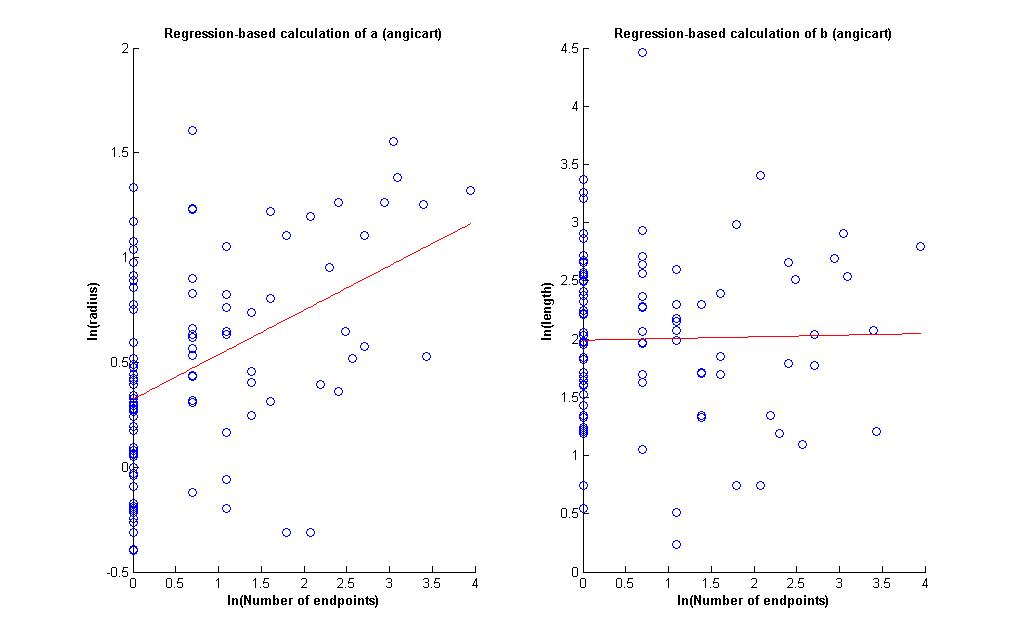 Regression-based calculation of a (angicart)
2
1.5
1
0.5
0
-0.5
ln(radius)
0 0.5 1 1.5 2 2.5 3 3.5 4
ln(Number of endpoints)
Regression-based calculation of b (angicart)
4.5
4
3.5
3
2.5
2
1.5
1
0.5
0
ln(length)
0 0.5 1 1.5 2 2.5 3 3.5 4
ln(Number of endpoints)